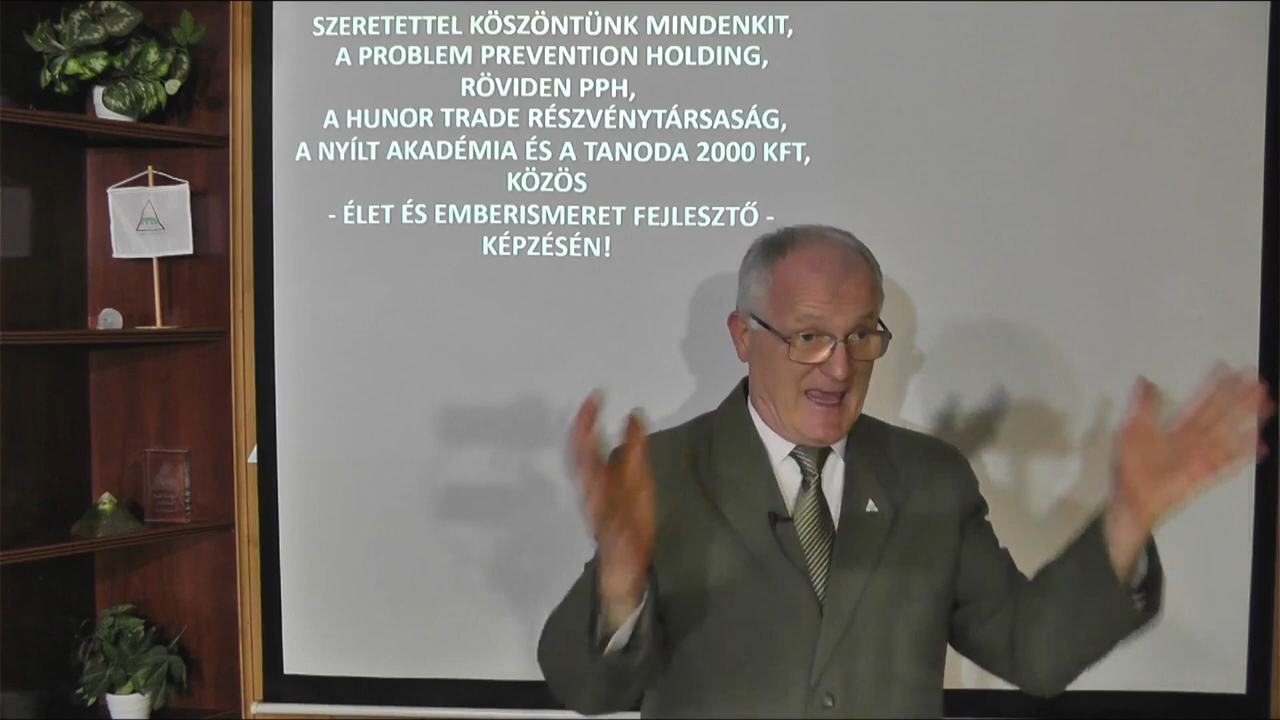 SZERETETTEL KÖSZÖNTÜNK MINDENKIT,
A PROBLEM PREVENTION HOLDING,
RÖVIDEN PPH,
A HUNOR TRADE RÉSZVÉNYTÁRSASÁG,
A NYÍLT AKADÉMIA ÉS A TANODA 2000 KFT,
KÖZÖS
- ÉLET ÉS EMBERISMERET FEJLESZTŐ -
KÉPZÉSÉN!